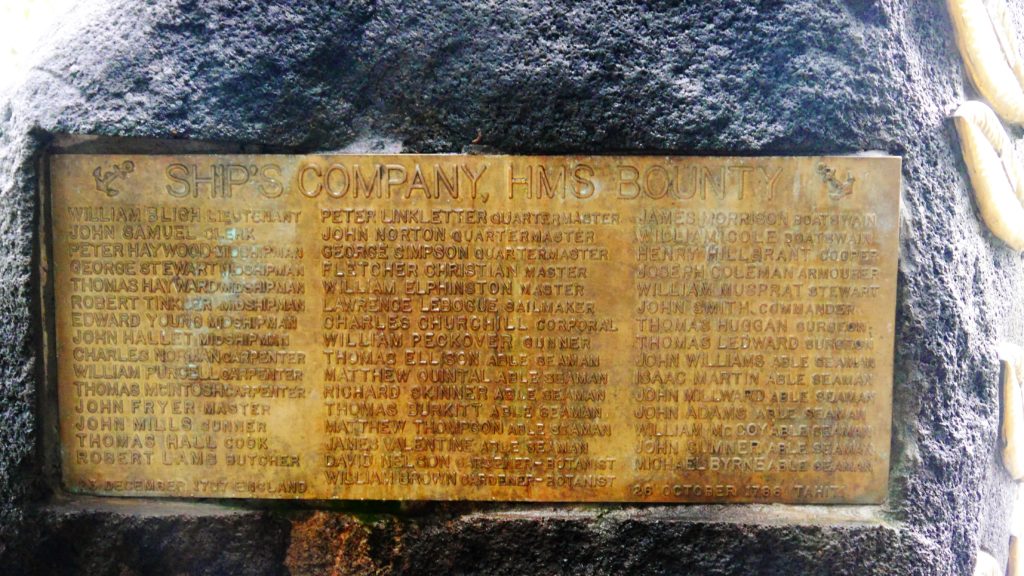 SHIP'S COMPANY, HMS BOUNTY
WILLIAM BLIGH LIEUTENANT
JOHN SAMUEL CLERK
PETER HAYWOOD MIDSHIPMAN
GEORGE STEWART MIDSHIPMAN
THOMAS HAYWARD MIDSHIPMAN
ROBERT TINKLER MIDSHIPMAN
EDWARD YOUNG MIDSHIPMAN
JOHN HALLET MIDSHIPMAN
CHARLES NORMAN CARPENTER
WILLIAM PURCELL CARPENTER
THOMAS McINTOSH CARPENTER
JOHN FRYER MASTER
JOHN MILLS GUNNER
THOMAS HALL COOK
ROBERT LAMB BUTCHER
23 DECEMBER 1787 ENGLAND
PETER LINKLETTER QUARTERMASTER
JOHN NORTON QUARTERMASTER
GEORGE SIMPSON QUARTERMASTER
FLETCHER CHRISTIAN MASTER
WILLIAM ELPHINSTON MASTER
LAWRENCE LEBOGUE SAILMAKER
CHARLES CHURCHILL CORPORAL
WILLIAM PECKOVER GUNNER
THOMAS ELLISON ABLE SEAMAN
MATTHEW QUINTAL ABLE SEAMAN
RICHARD SKINNER ABLE SEAMAN
THOMAS BURKITT ABLE SEAMAN
MATTHEW THOMPSON ABLE SEAMAN
JAMES VALENTINE ABLE SEAMAN
DAVID NELSON GARDENER-BOTANIST
WILLIAM BROWN GARDENER-BOTANIST
JAMES MORRISON BOATHWAIN
WILLIAM COLE BOATHWAIN
HENRY HILLBRANT COOPER
JOSEPH COLEMAN ARMOURER
WILLIAM MUSPRAT STEWART
JOHN SMITH COMMANDER
THOMAS HUGGAN SURGEON
THOMAS LEDWARD SURGEON
JOHN WILLIAMS ABLE SEAMAN
ISAAC MARTIN ABLE SEAMAN
JOHN MILLWARD ABLE SEAMAN
JOHN ADAMS ABLE SEAMAN
WILLIAM McCOY ABLE SEAMAN
JOHN SUMNER ABLE SEAMAN
MICHAEL BYRNE ABLE SEAMAN
26 OCTOBER 1788 TAHITI